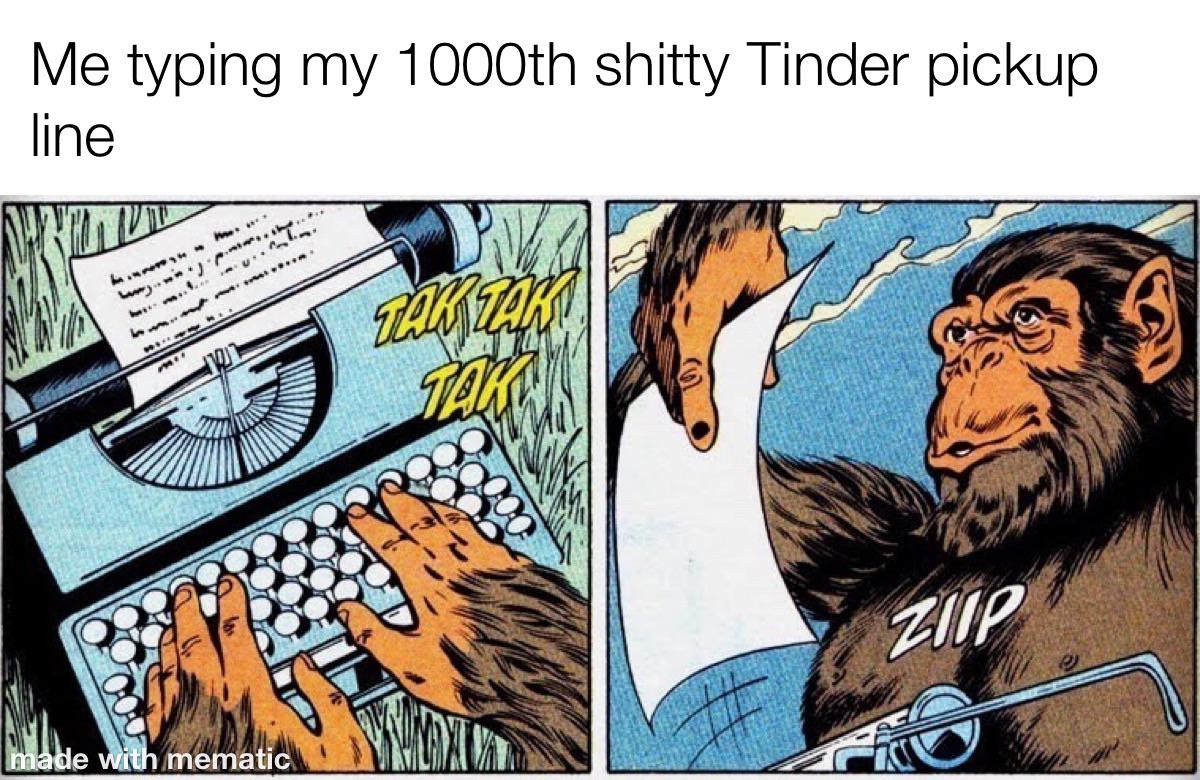 Me typing my 1000th shitty Tinder pickup
line
TAK TAK
TAK
ZIIP
made with mematic